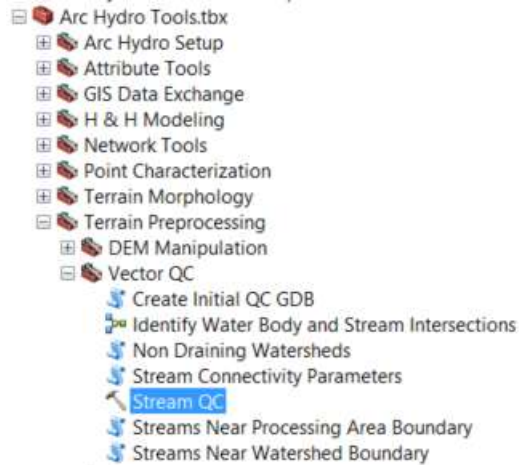 Arc Hydro Tools.tbx
Arc Hydro Setup
Attribute Tools
GIS Data Exchange
H & H Modeling
Network Tools
Point Characterization
Terrain Morphology
Terrain Preprocessing
DEM Manipulation
Vector QC
Create Initial QC GDB
Identify Water Body and Stream Intersections
Non Draining Watersheds
Stream Connectivity Parameters
Stream QC
Streams Near Processing Area Boundary
Streams Near Watershed Boundary